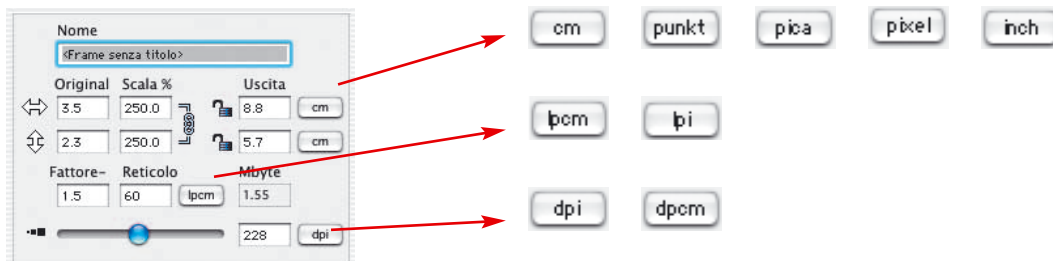 Nome
<Frame senza titolo>
Original Scala % Uscita
3.5 250.0 8.8 cm
2.3 250.0 5.7 cm
Fattore- Reticolo Mbyte
1.5 60 lpcm 1.55
228 dpi
cm punkt pica pixel inch
lpcm lpi
dpi dpcm